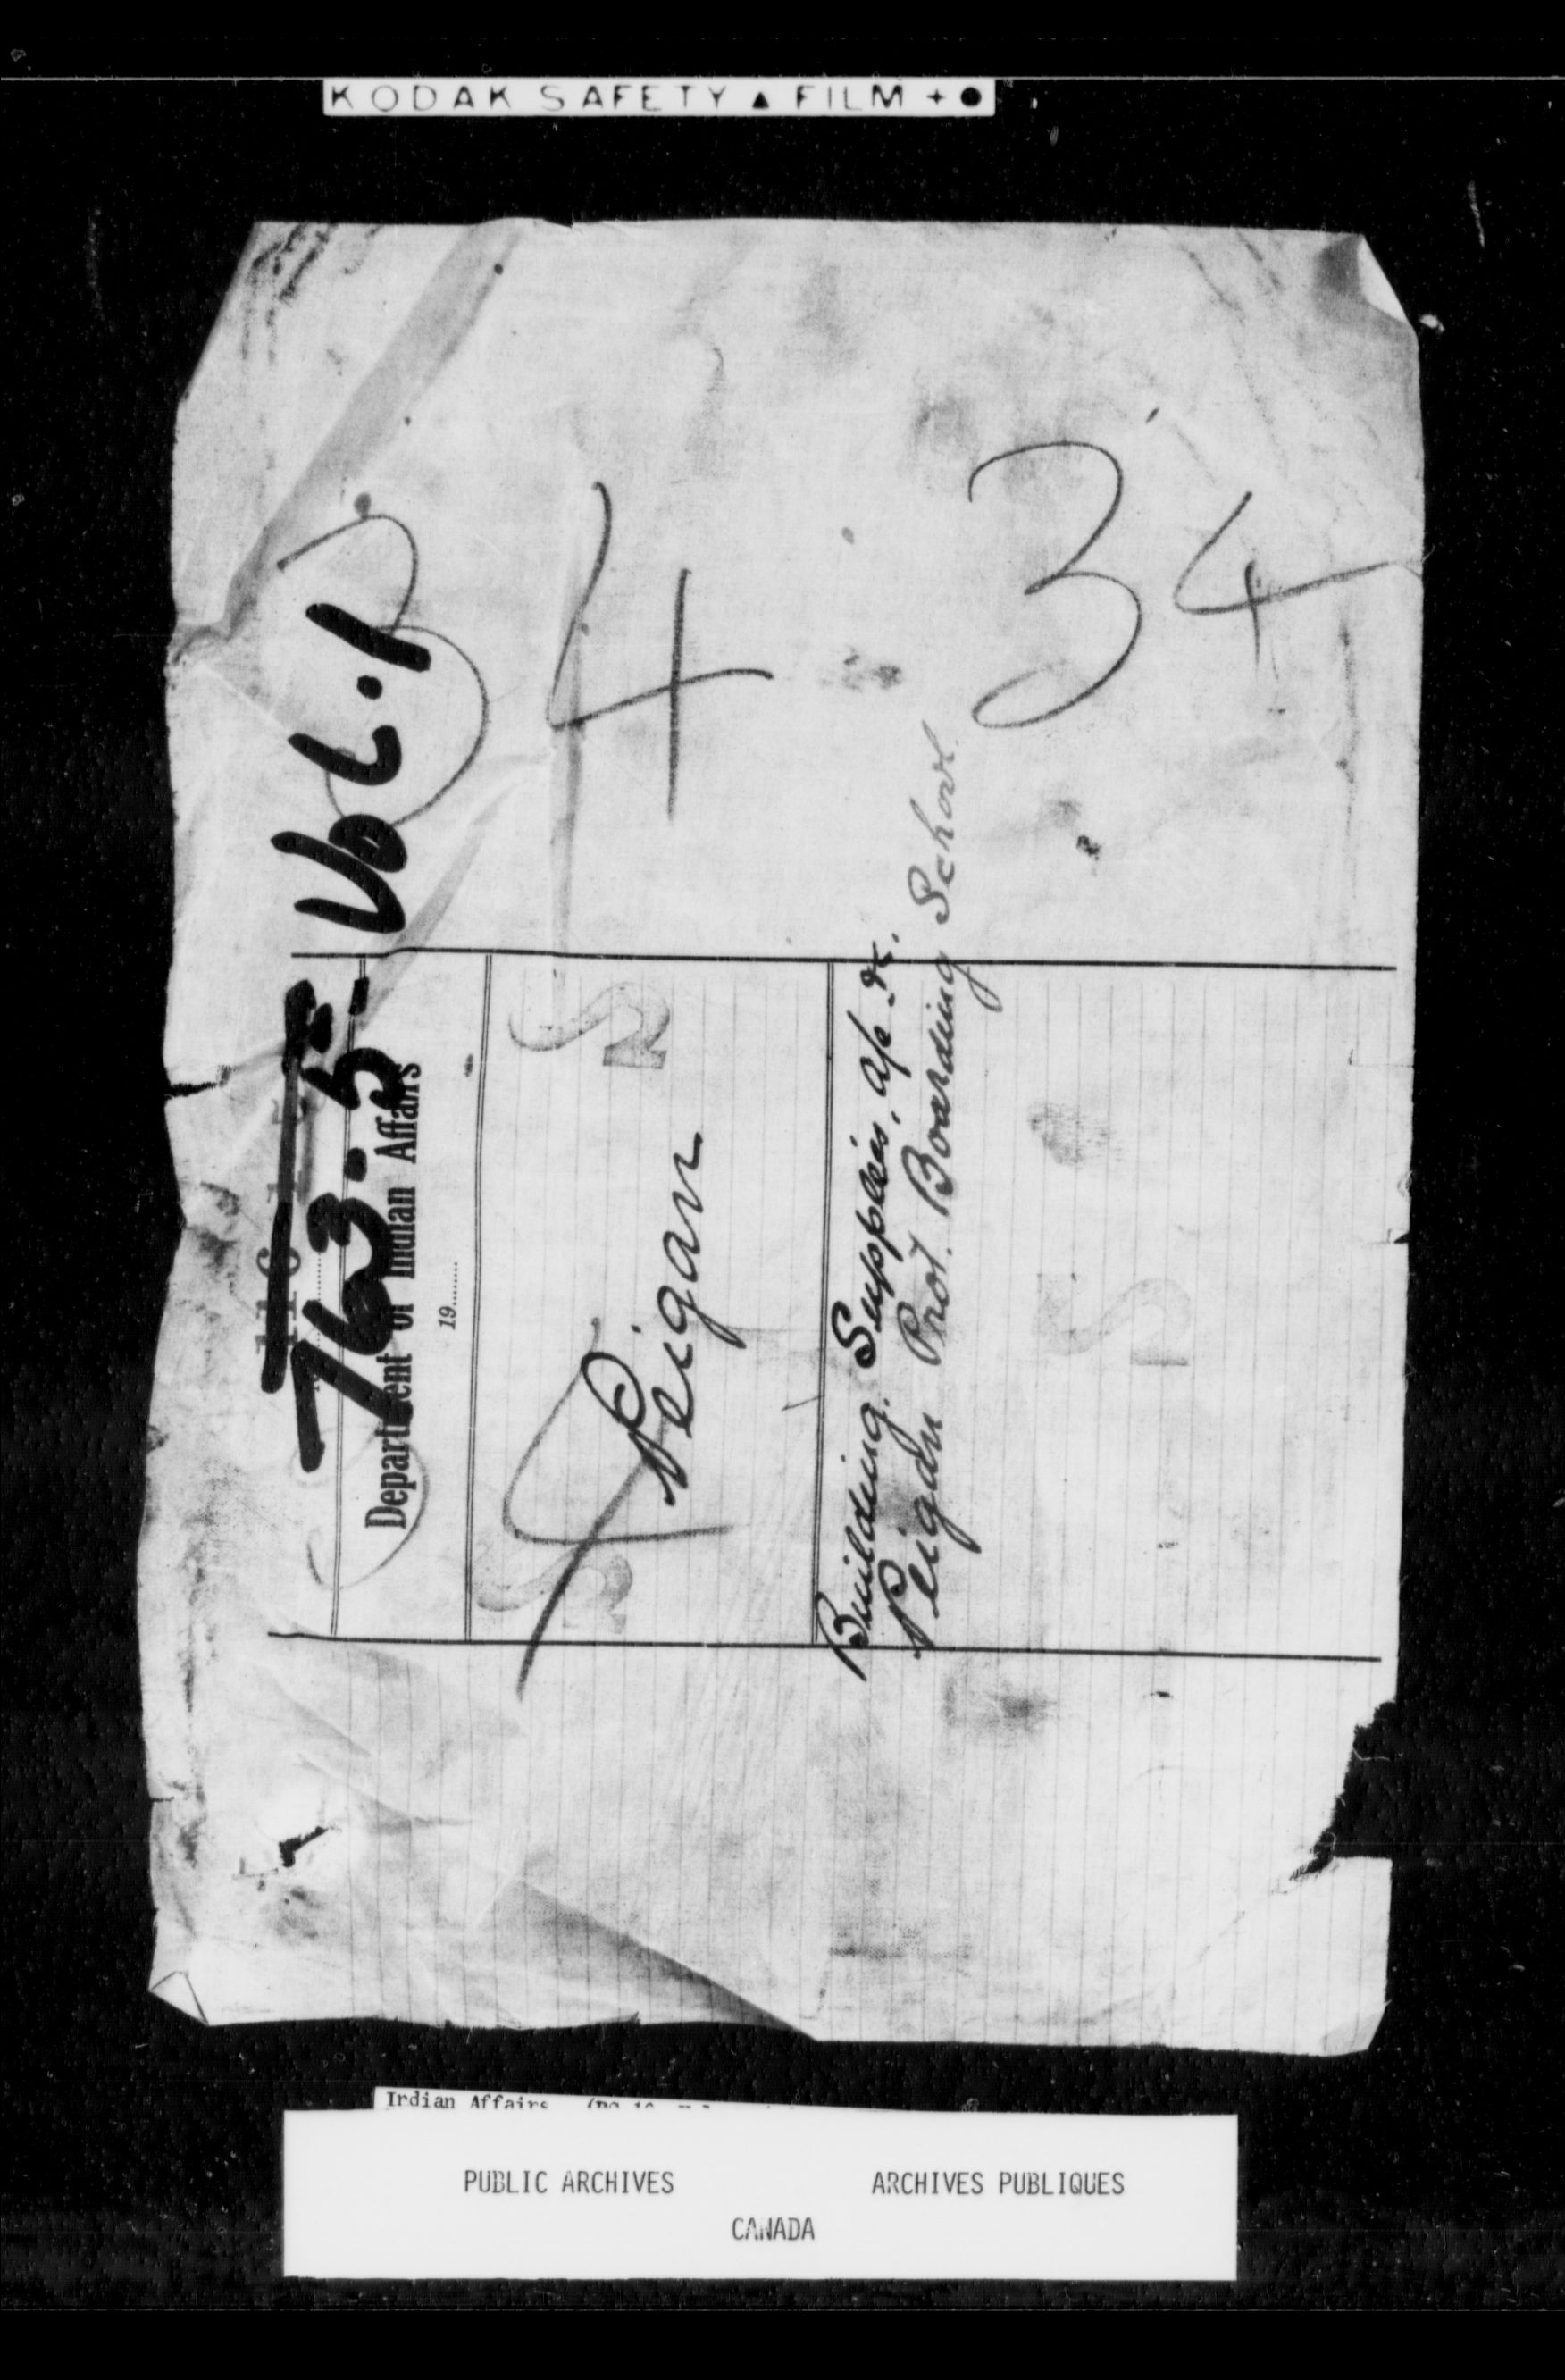 KODAK SAFETY ▲ FILM + ●
34
34
763-5- VOL.1
Department of Indian Affairs
19........
Peigan
Building. Supplies, a/c &c.
Peigan Prot. Boarding School.
Indian Affairs
PUBLIC ARCHIVES ARCHIVES PUBLIQUES
CANADA